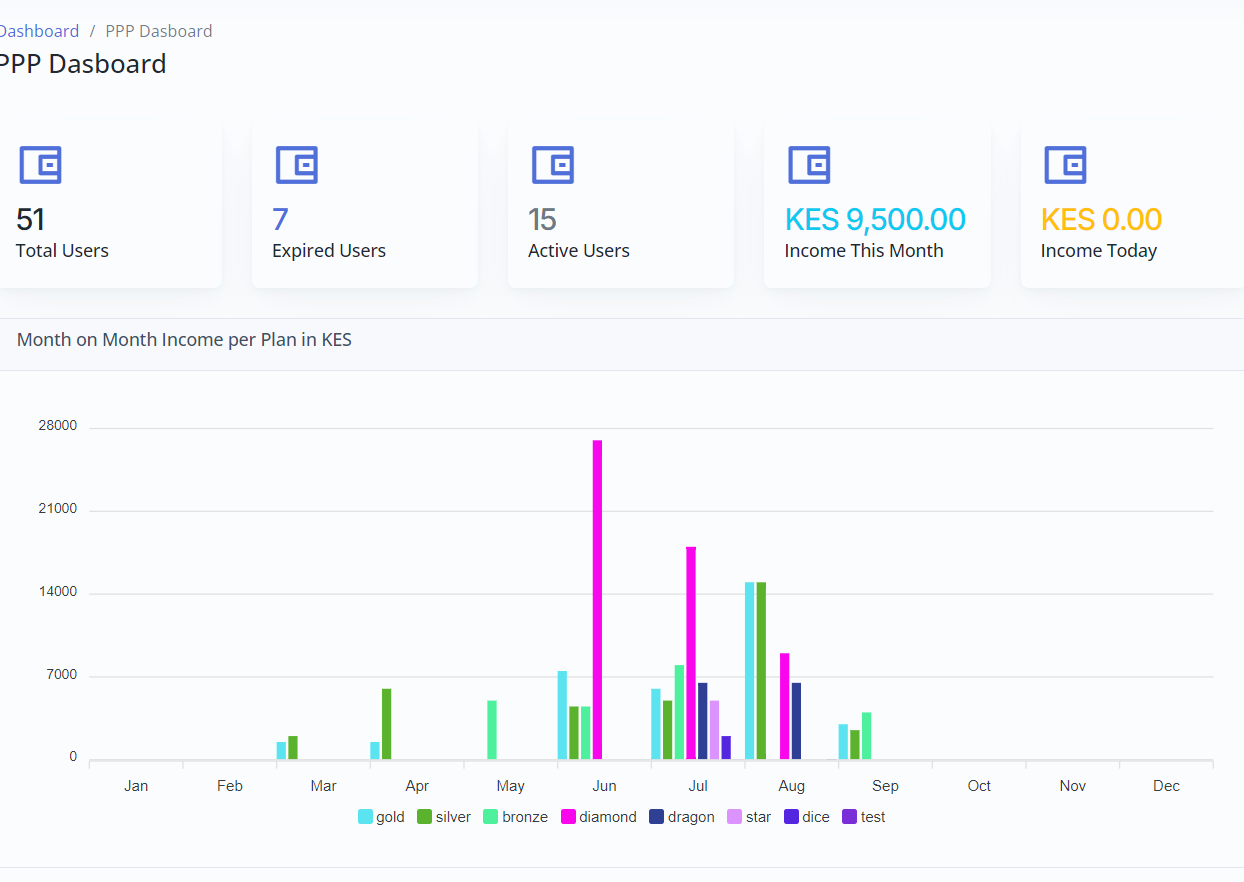 Dashboard / PPP Dasboard
PPP Dasboard
51
Total Users
7
Expired Users
15
Active Users
KES 9,500.00
Income This Month
KES 0.00
Income Today
Month on Month Income per Plan in KES
28000
21000
14000
7000
0
Jan Feb Mar Apr May Jun Jul Aug Sep Oct Nov Dec
gold silver bronze diamond dragon star dice test